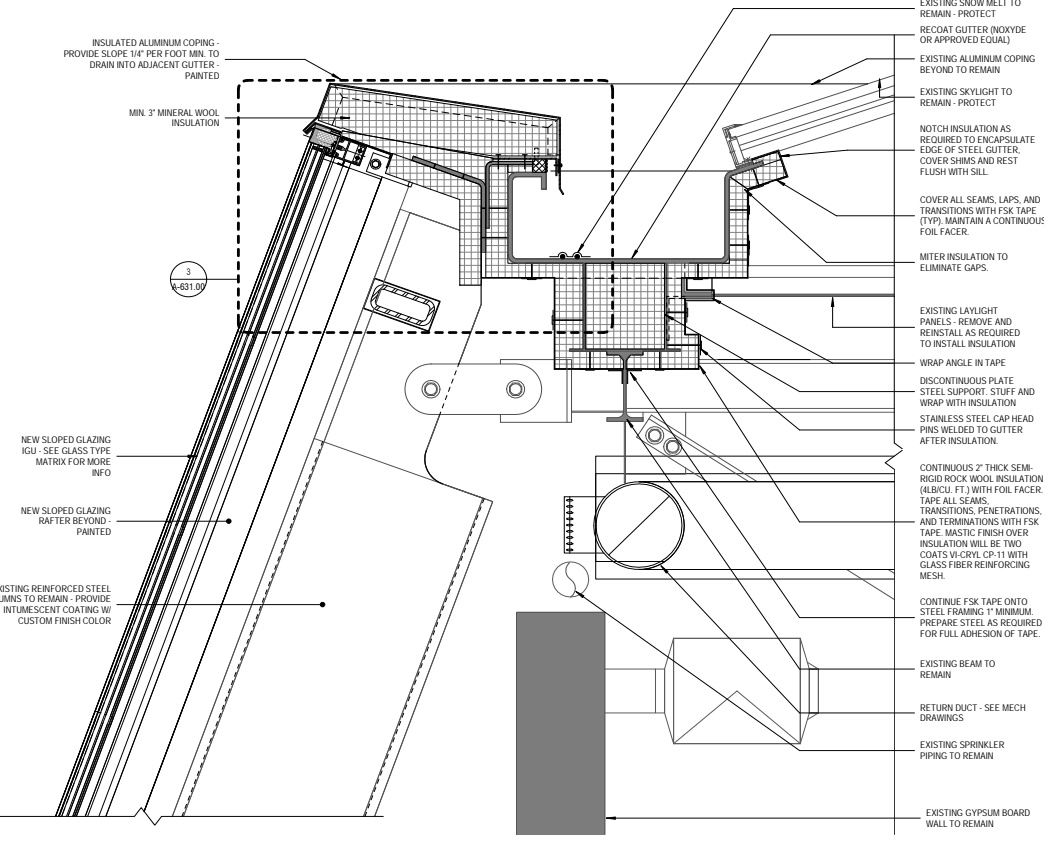 INSULATED ALUMINUM COPING -
PROVIDE SLOPE 1/4" PER FOOT MIN. TO
DRAIN INTO ADJACENT GUTTER -
PAINTED
MIN. 3" MINERAL WOOL
INSULATION
3
A-631.00
NEW SLOPED GLAZING
IGU - SEE GLASS TYPE
MATRIX FOR MORE
INFO
NEW SLOPED GLAZING
RAFTER BEYOND -
PAINTED
REINFORCED STEEL
TO REMAIN - PROVIDE
INTUMESCENT COATING W/
CUSTOM FINISH COLOR
EXISTING SNOW MELT TO
REMAIN - PROTECT
RECOAT GUTTER (NOXYDE
OR APPROVED EQUAL)
EXISTING ALUMINUM COPING
BEYOND TO REMAIN
EXISTING SKYLIGHT TO
REMAIN - PROTECT
NOTCH INSULATION AS
REQUIRED TO ENCAPSULATE
EDGE OF STEEL GUTTER,
COVER SHIMS AND REST
FLUSH WITH SILL.
COVER ALL SEAMS, LAPS, AND
TRANSITIONS WITH FSK TAPE
(TYP). MAINTAIN A CONTINUOUS
FOIL FACER.
MITER INSULATION TO
ELIMINATE GAPS.
EXISTING LAYLIGHT
PANELS - REMOVE AND
REINSTALL AS REQUIRED
TO INSTALL INSULATION
WRAP ANGLE IN TAPE
DISCONTINUOUS PLATE
STEEL SUPPORT. STUFF AND
WRAP WITH INSULATION
STAINLESS STEEL CAP HEAD
PINS WELDED TO GUTTER
AFTER INSULATION.
CONTINUOUS 2" THICK SEMI-
RIGID ROCK WOOL INSULATION
(4LB/CU. FT.) WITH FOIL FACER.
TAPE ALL SEAMS,
TRANSITIONS, PENETRATIONS,
AND TERMINATIONS WITH FSK
TAPE. MASTIC FINISH OVER
INSULATION WILL BE TWO
COATS VI-CRYL CP-11 WITH
GLASS FIBER REINFORCING
MESH.
CONTINUE FSK TAPE ONTO
STEEL FRAMING 1" MINIMUM.
PREPARE STEEL AS REQUIRED
FOR FULL ADHESION OF TAPE.
EXISTING BEAM TO
REMAIN
RETURN DUCT - SEE MECH
DRAWINGS
EXISTING SPRINKLER
PIPING TO REMAIN
EXISTING GYPSUM BOARD
WALL TO REMAIN